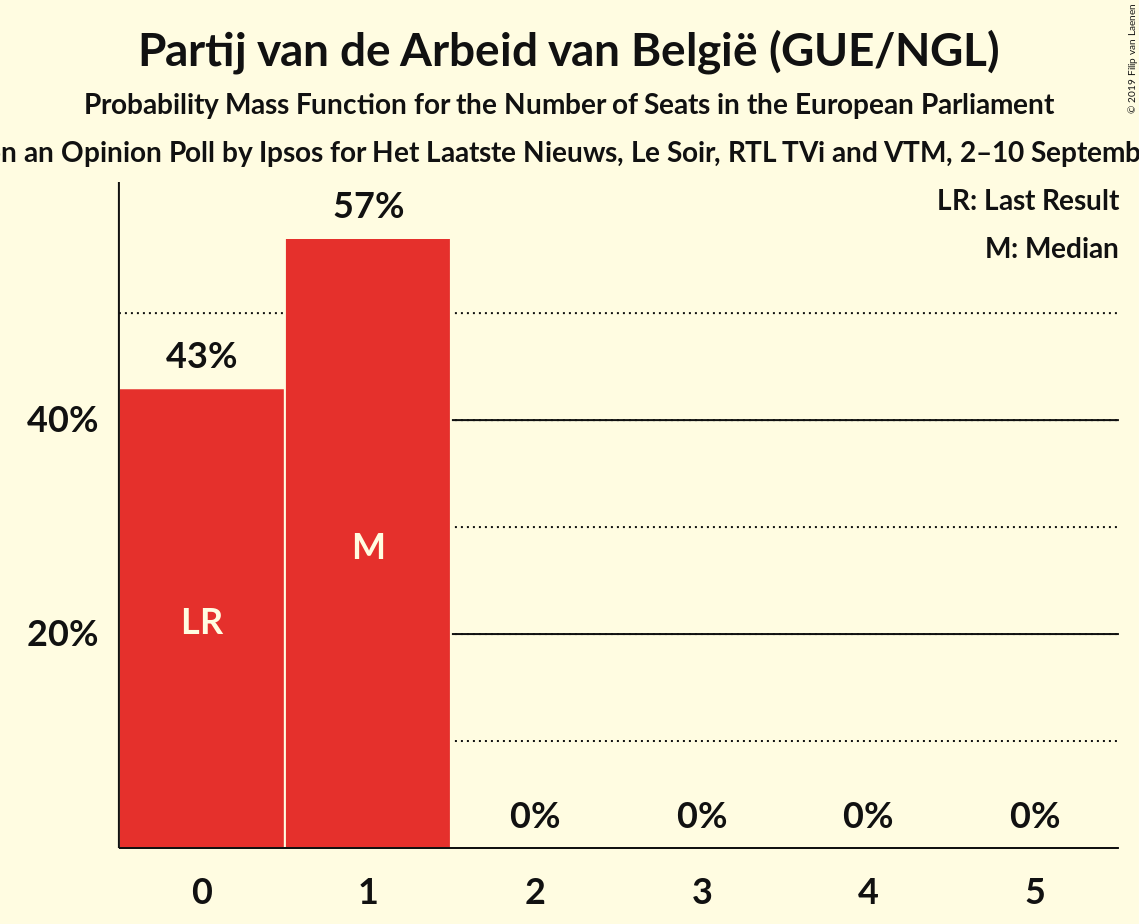 Partij van de Arbeid van België (GUE/NGL)
Probability Mass Function for the Number of Seats in the European Parliament
an Opinion Poll by Ipsos for Het Laatste Nieuws, Le Soir, RTL TVi and VTM, 2–10
LR: Last Result
M: Median
57%
43%
40%
20%
M
LR
0% 0% 0% 0%
0 1 2 3 4 5
© 2019 Filip van Laenen